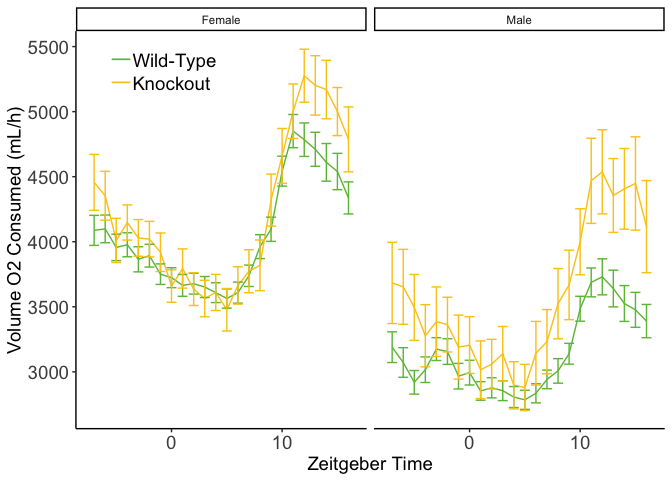 Female
Male
5500
5000
4500
4000
3500
3000
Volume O2 Consumed (mL/h)
Wild-Type
Knockout
0
10
0
10
Zeitgeber Time